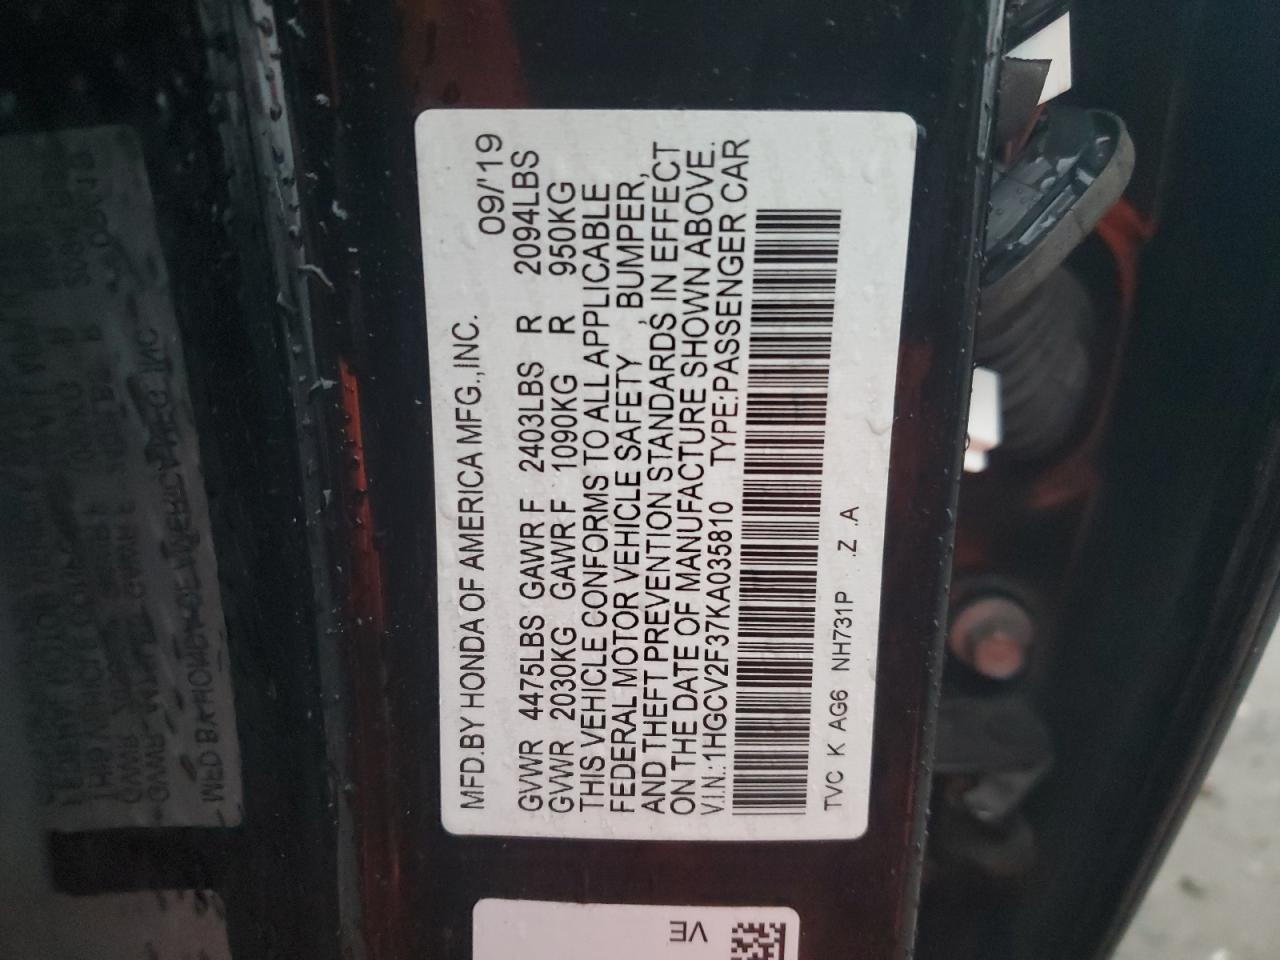 MFD.BY HONDA OF AMERICA MFG.,INC. 09/'19
GVWR 4475LBS GAWR F 2403LBS R 2094LBS
GVWR 2030KG GAWR F 1090KG R 950KG
THIS VEHICLE CONFORMS TO ALL APPLICABLE
FEDERAL MOTOR VEHICLE SAFETY , BUMPER,
AND THEFT PREVENTION STANDARDS IN EFFECT
ON THE DATE OF MANUFACTURE SHOWN ABOVE.
V.I.N.:1HGCV2F37KA035810 TYPE:PASSENGER CAR
TVC K AG6 NH731P .Z .A
VE